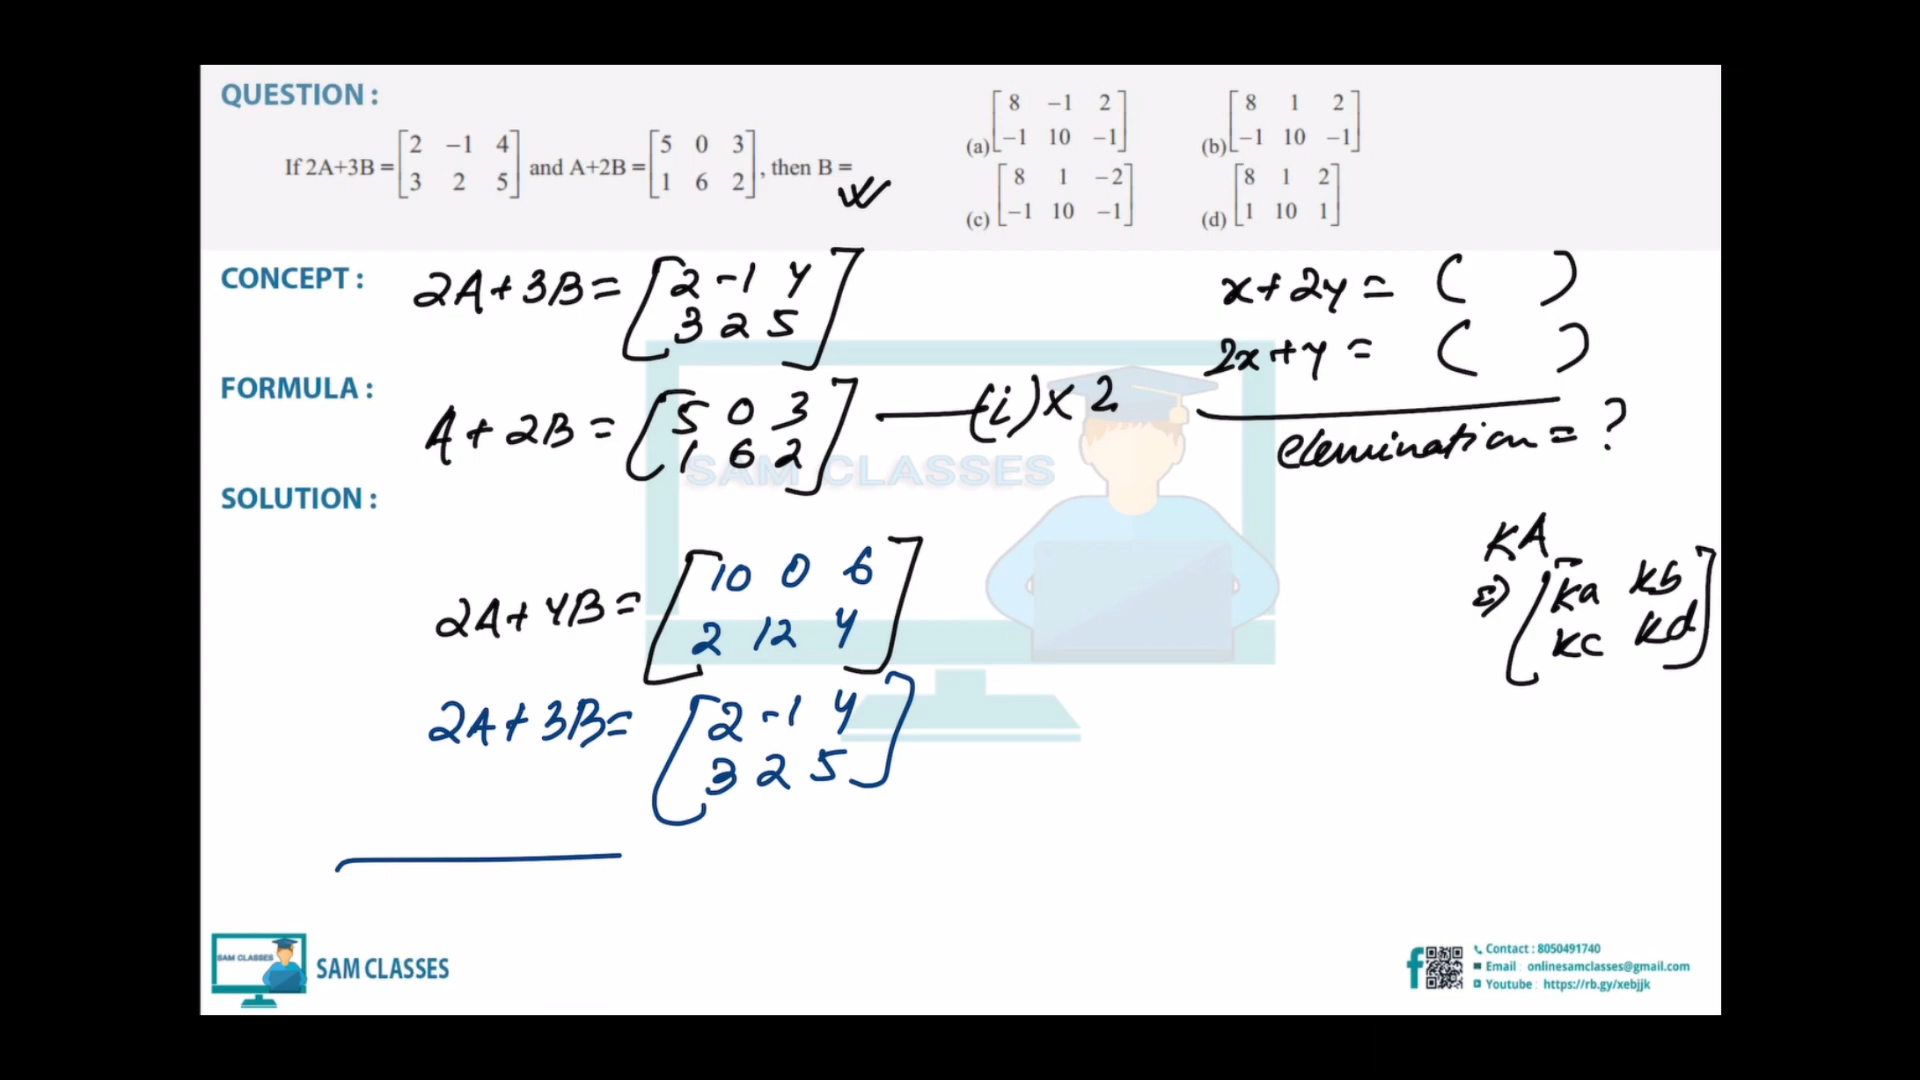 QUESTION :
If 2A+3B = [2 −1 4
3 2 5] and A+2B = [5 0 3
1 6 2], then B =
(a) [8 −1 2
−1 10 −1]
(b) [8 1 2
−1 10 −1]
(c) [8 1 −2
−1 10 −1]
(d) [8 1 2
1 10 1]
CONCEPT :
2A+3B= [2 -1 4
3 2 5]
FORMULA :
A+2B= [5 0 3
1 6 2] —(i)×2
SOLUTION :
2A+4B= [10 0 6
2 12 4]
2A+3B= [2 -1 4
3 2 5]
x+2y= ( )
2x+y= ( )
elemination= ?
KA
⇒ [ka kb
kc kd]
SAM CLASSES
SAM CLASSES
SAM CLASSES
Contact : 8050491740
Email : onlinesamclasses@gmail.com
Youtube : https://rb.gy/xebjjk